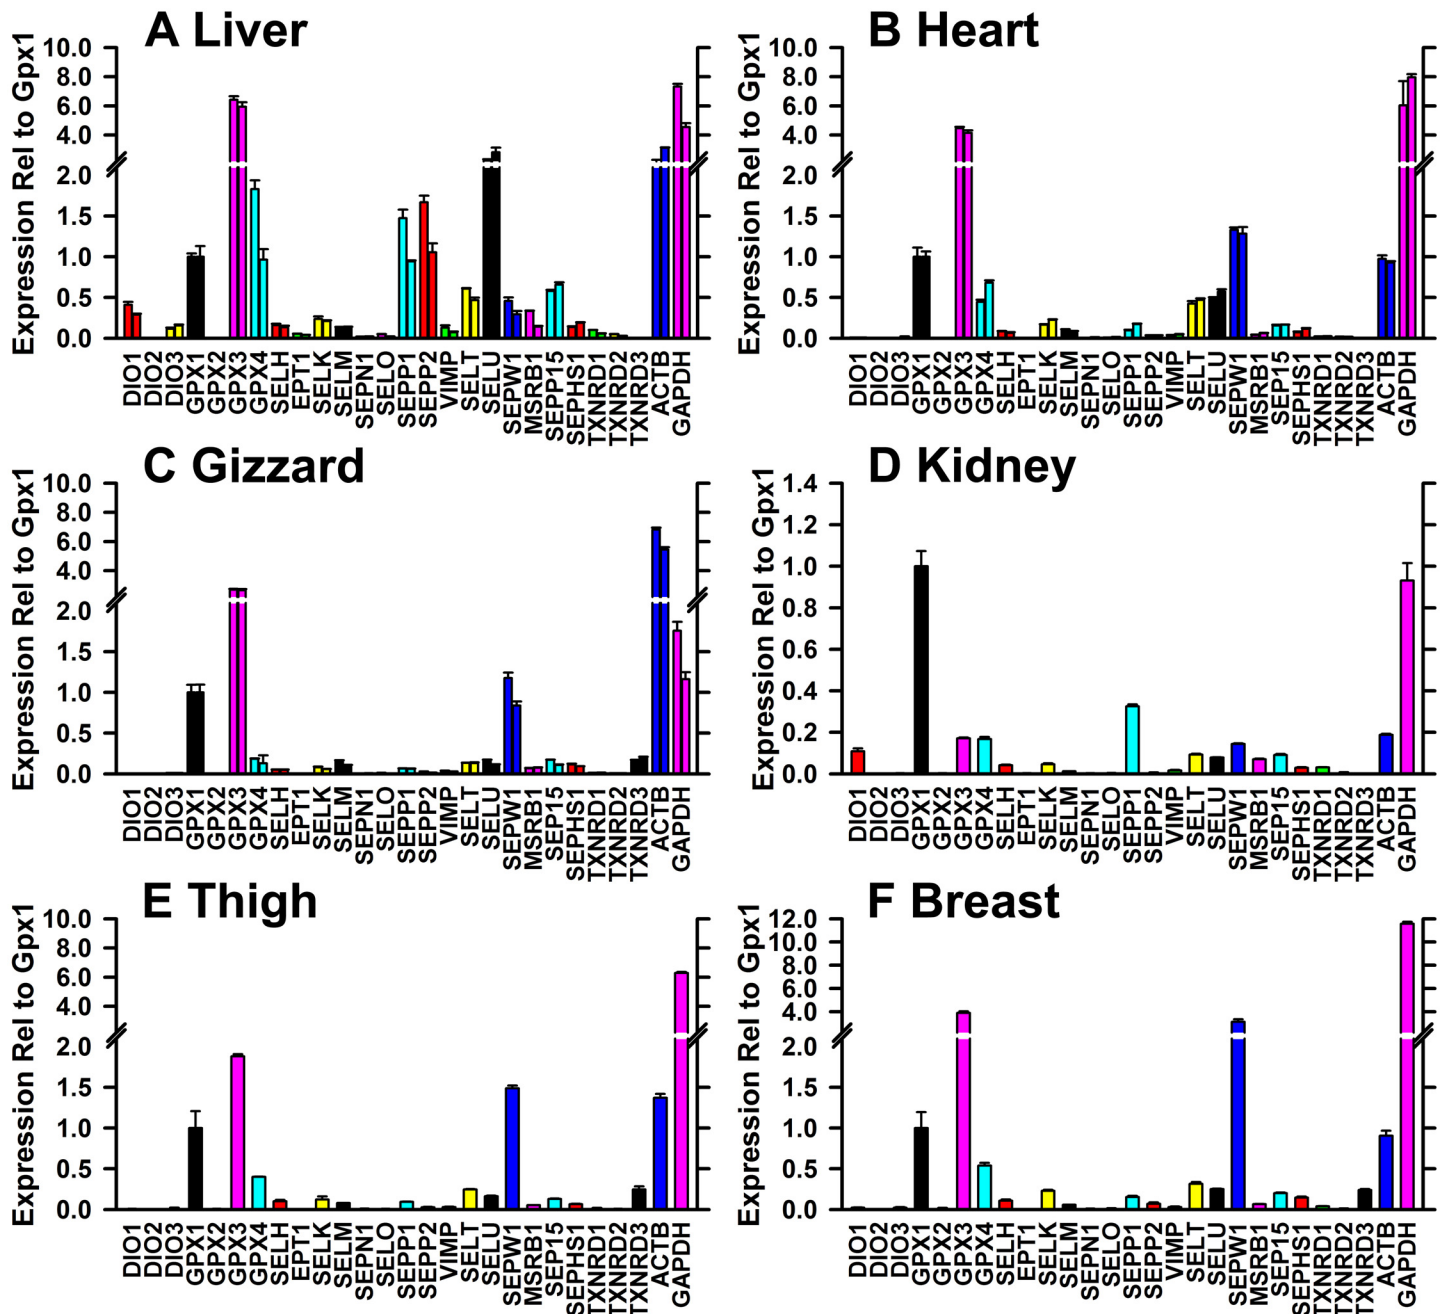 A Liver
Expression Rel to Gpx1
10.0
8.0
6.0
4.0
2.0
1.5
1.0
0.5
0.0
DIO1
DIO2
DIO3
GPX1
GPX2
GPX3
GPX4
SELH
EPT1
SELK
SELM
SEPN1
SELO
SEPP1
SEPP2
VIMP
SELT
SELU
SEPW1
MSRB1
SEP15
SEPHS1
TXNRD1
TXNRD2
TXNRD3
ACTB
GAPDH
B Heart
Expression Rel to Gpx1
10.0
8.0
6.0
4.0
2.0
1.5
1.0
0.5
0.0
DIO1
DIO2
DIO3
GPX1
GPX2
GPX3
GPX4
SELH
EPT1
SELK
SELM
SEPN1
SELO
SEPP1
SEPP2
VIMP
SELT
SELU
SEPW1
MSRB1
SEP15
SEPHS1
TXNRD1
TXNRD2
TXNRD3
ACTB
GAPDH
C Gizzard
Expression Rel to Gpx1
10.0
8.0
6.0
4.0
2.0
1.5
1.0
0.5
0.0
DIO1
DIO2
DIO3
GPX1
GPX2
GPX3
GPX4
SELH
EPT1
SELK
SELM
SEPN1
SELO
SEPP1
SEPP2
VIMP
SELT
SELU
SEPW1
MSRB1
SEP15
SEPHS1
TXNRD1
TXNRD2
TXNRD3
ACTB
GAPDH
D Kidney
Expression Rel to Gpx1
1.4
1.2
1.0
0.8
0.6
0.4
0.2
0.0
DIO1
DIO2
DIO3
GPX1
GPX2
GPX3
GPX4
SELH
EPT1
SELK
SELM
SEPN1
SELO
SEPP1
SEPP2
VIMP
SELT
SELU
SEPW1
MSRB1
SEP15
SEPHS1
TXNRD1
TXNRD2
TXNRD3
ACTB
GAPDH
E Thigh
Expression Rel to Gpx1
10.0
8.0
6.0
4.0
2.0
1.5
1.0
0.5
0.0
DIO1
DIO2
DIO3
GPX1
GPX2
GPX3
GPX4
SELH
EPT1
SELK
SELM
SEPN1
SELO
SEPP1
SEPP2
VIMP
SELT
SELU
SEPW1
MSRB1
SEP15
SEPHS1
TXNRD1
TXNRD2
TXNRD3
ACTB
GAPDH
F Breast
Expression Rel to Gpx1
12.0
10.0
8.0
6.0
4.0
2.0
1.5
1.0
0.5
0.0
DIO1
DIO2
DIO3
GPX1
GPX2
GPX3
GPX4
SELH
EPT1
SELK
SELM
SEPN1
SELO
SEPP1
SEPP2
VIMP
SELT
SELU
SEPW1
MSRB1
SEP15
SEPHS1
TXNRD1
TXNRD2
TXNRD3
ACTB
GAPDH